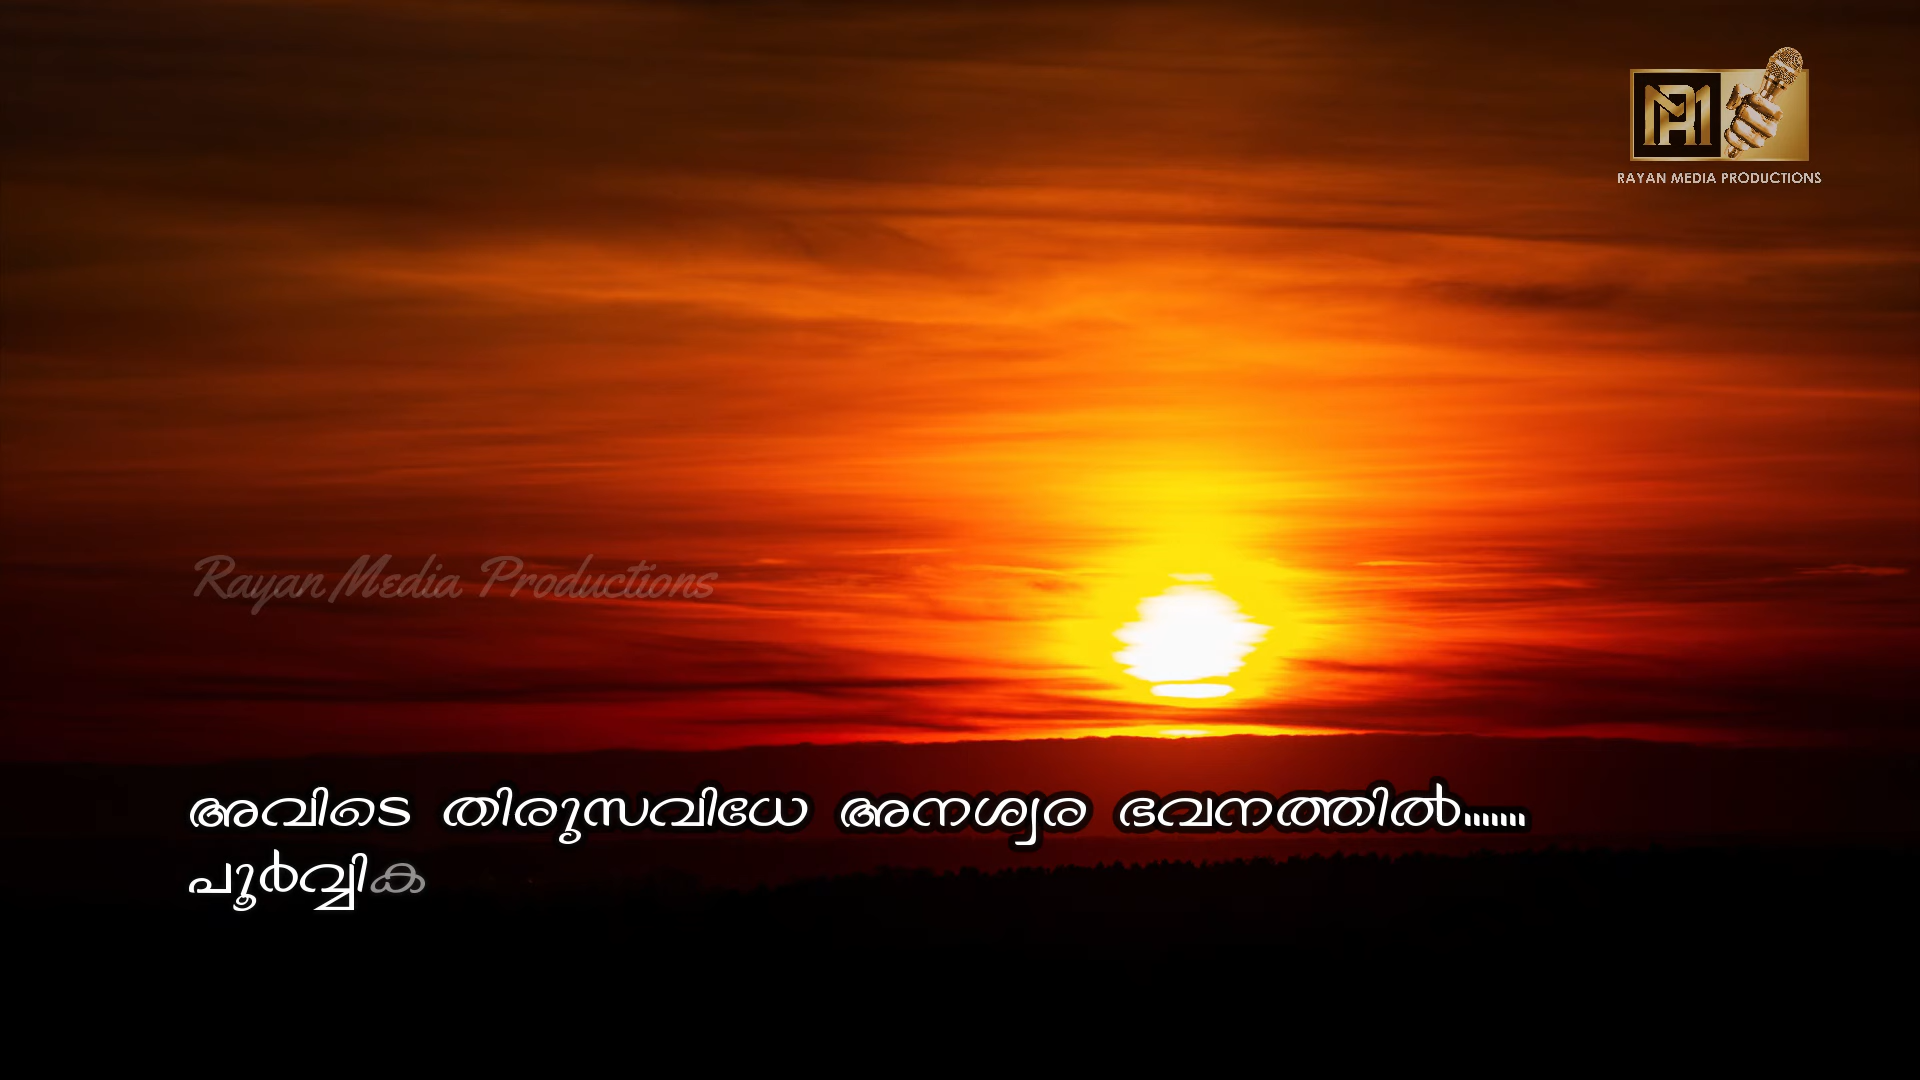 RAYAN MEDIA PRODUCTIONS
Rayan Media Productions
അവിടെ തിരുസവിധേ അനശ്വര ഭവനത്തിൽ......
പൂർവ്വിക